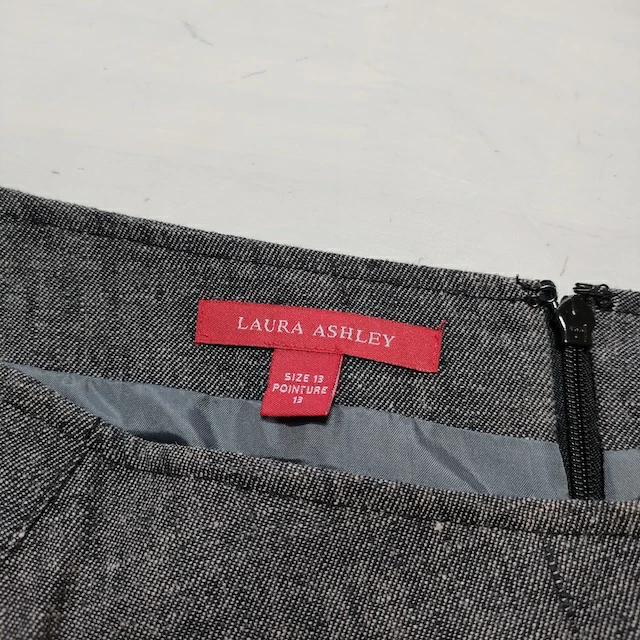 LAURA ASHLEY
SIZE 13
POINTURE
13